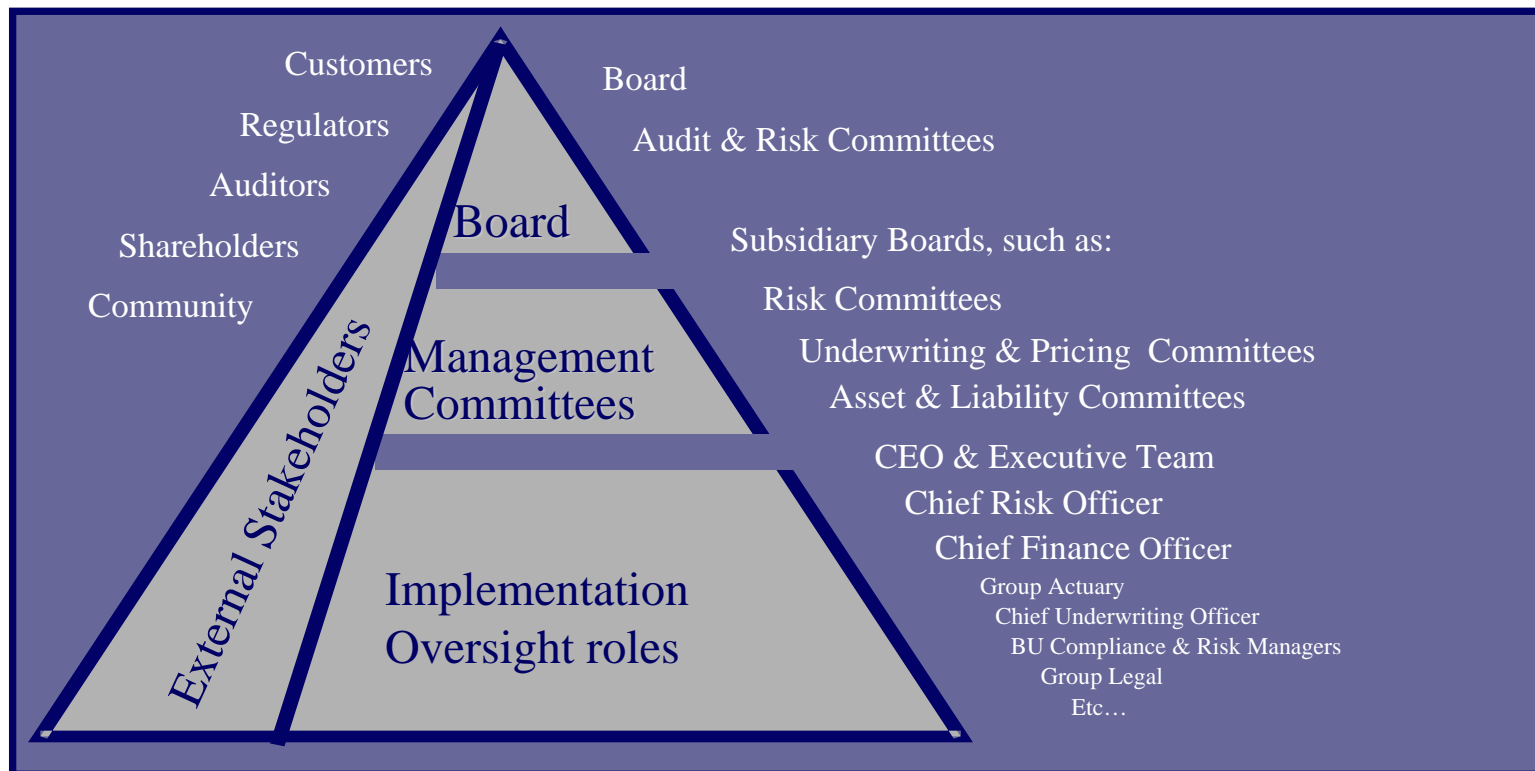 Customers
Regulators
Auditors
Shareholders
Community
External Stakeholders
Board
Management
Committees
Implementation
Oversight roles
Board
Audit & Risk Committees
Subsidiary Boards, such as:
Risk Committees
Underwriting & Pricing Committees
Asset & Liability Committees
CEO & Executive Team
Chief Risk Officer
Chief Finance Officer
Group Actuary
Chief Underwriting Officer
BU Compliance & Risk Managers
Group Legal
Etc…